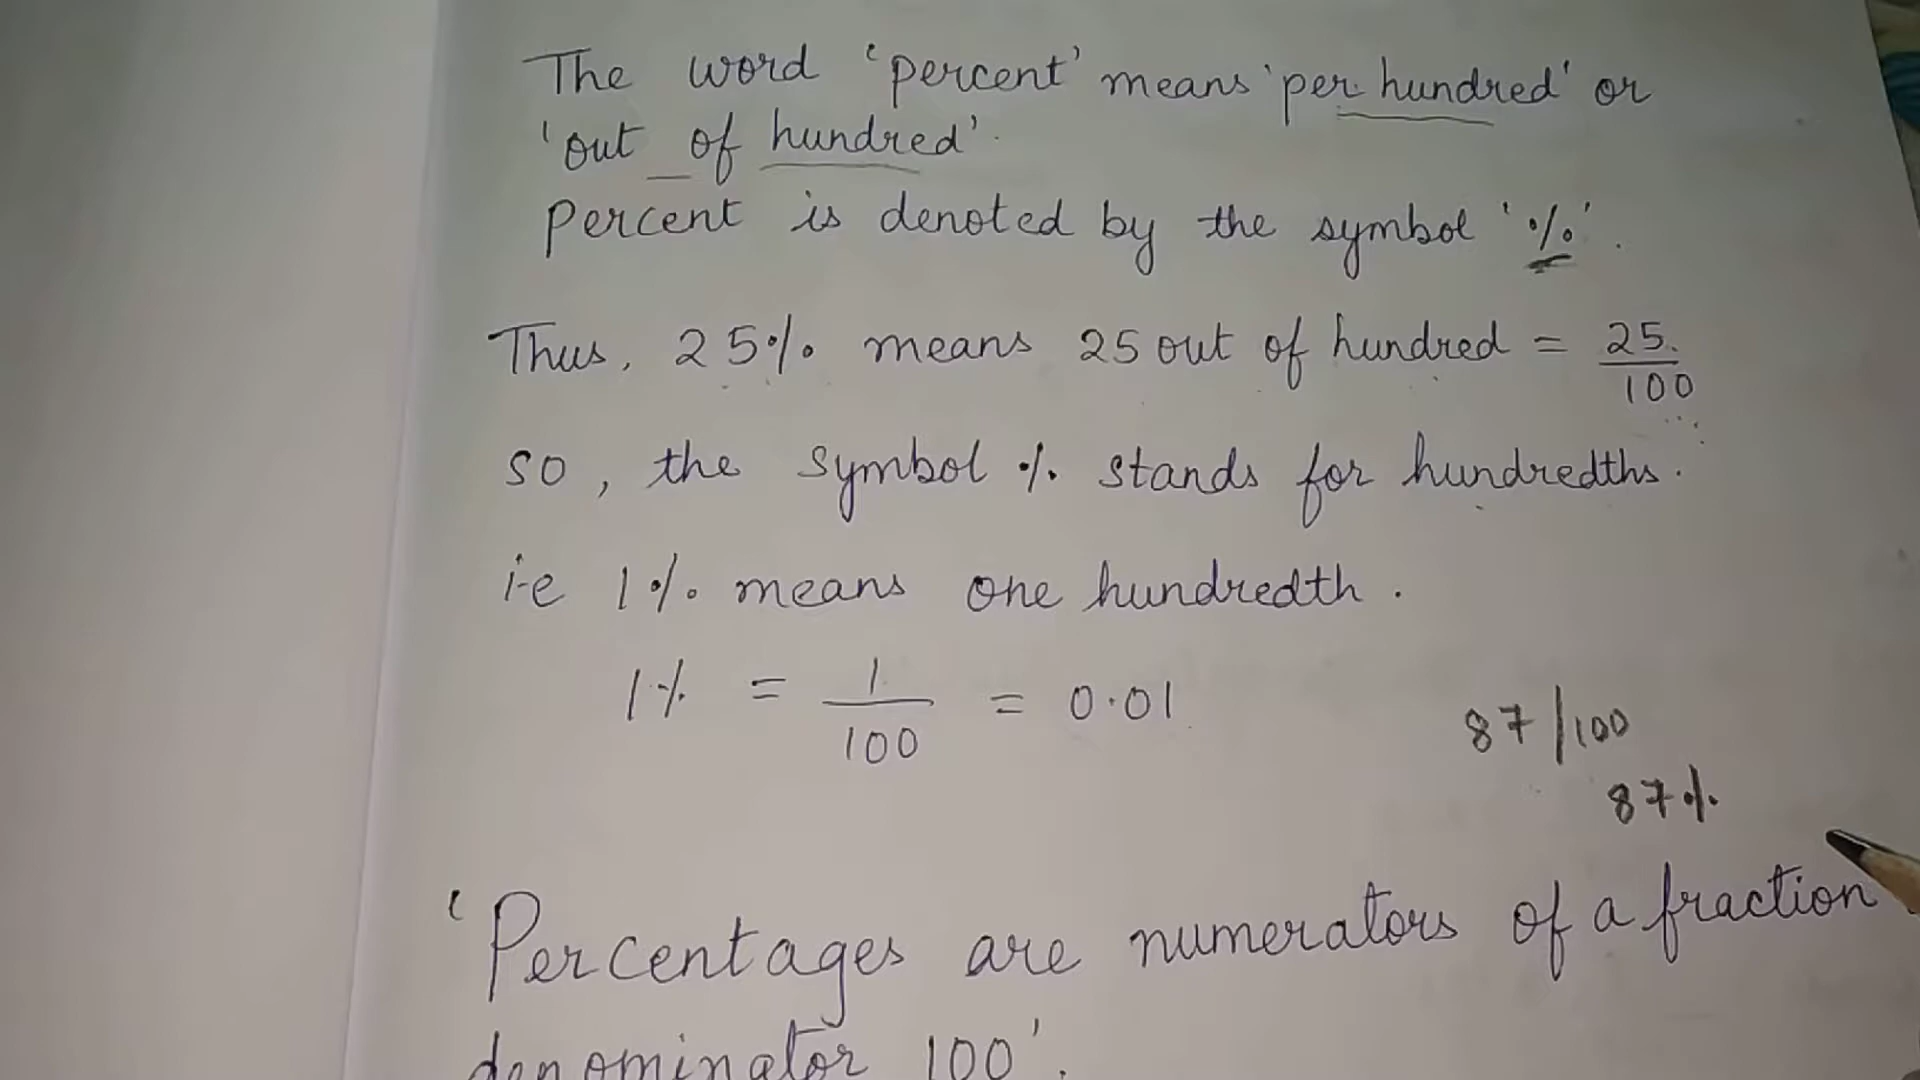 The word 'percent' means 'per hundred' or
'out of hundred'.
Percent is denoted by the symbol '%'.
Thus, 25% means 25 out of hundred = 25/100
so, the symbol % stands for hundredths.
i.e 1% means one hundredth.
1% = 1/100 = 0.01
87/100
87%
'Percentages are numerators of a fraction
denominator 100'.